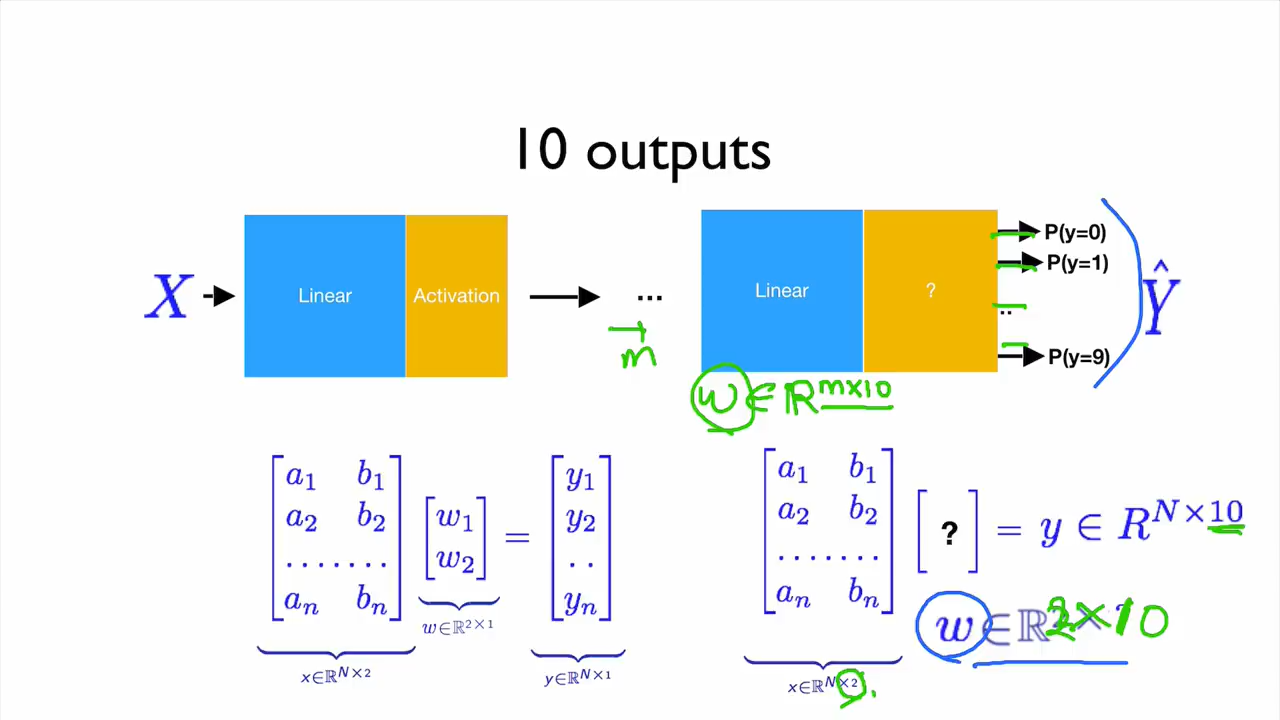 10 outputs
X
Linear
Activation
...
Linear
?
P(y=0)
P(y=1)
..
P(y=9)
Ŷ
m
w ∈ ℝ^{m×10}
a₁ b₁
a₂ b₂
.......
aₙ bₙ
w₁
w₂
=
y₁
y₂
..
yₙ
x∈ℝ^{N×2}
w∈ℝ^{2×1}
y∈ℝ^{N×1}
a₁ b₁
a₂ b₂
.......
aₙ bₙ
?
= y ∈ R^{N×10}
x∈ℝ^{N×2}
w ∈ ℝ 2×10